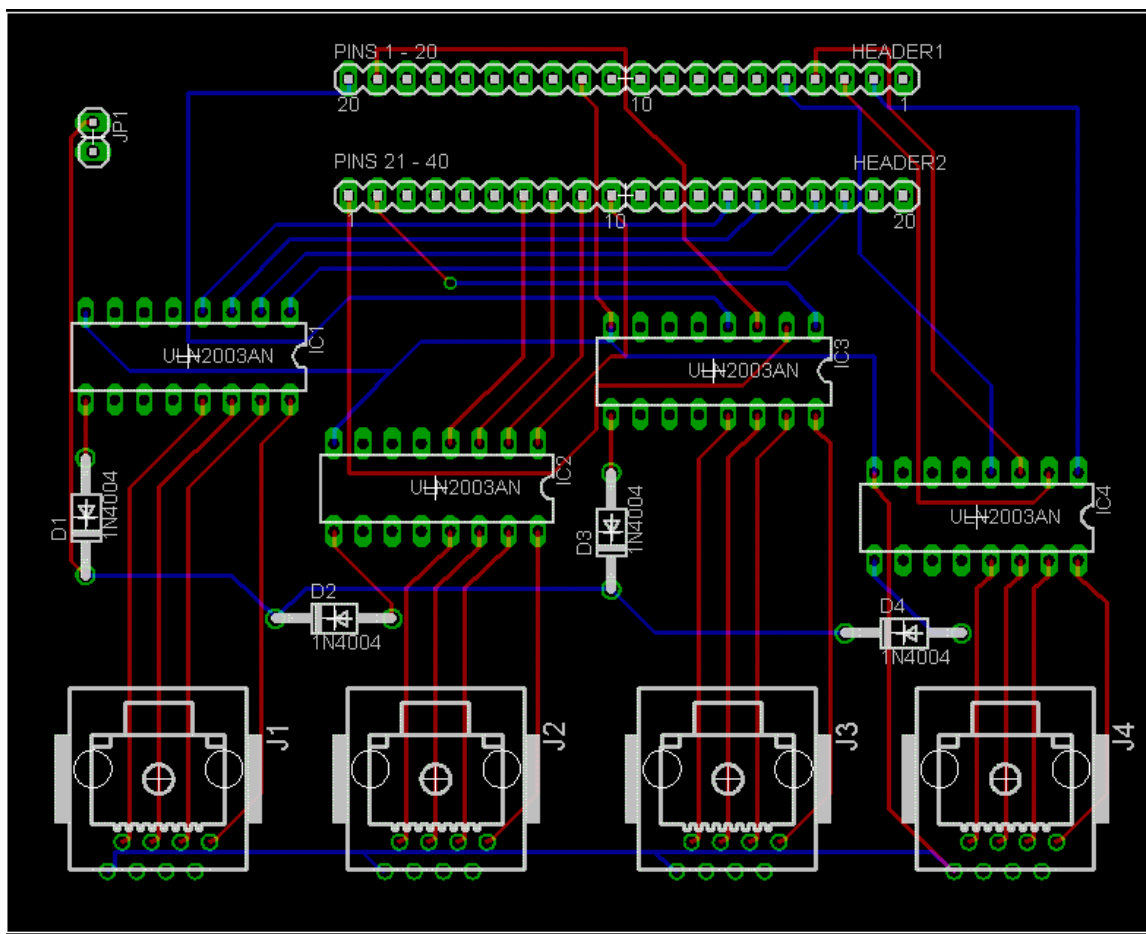 PINS 1 - 20
HEADER1
20
10
1
JP1
PINS 21 - 40
HEADER2
1
10
20
ULN2003AN
IC1
ULN2003AN
IC3
ULN2003AN
IC2
ULN2003AN
IC4
D1
1N4004
D3
1N4004
D2
1N4004
D4
1N4004
J1
J2
J3
J4